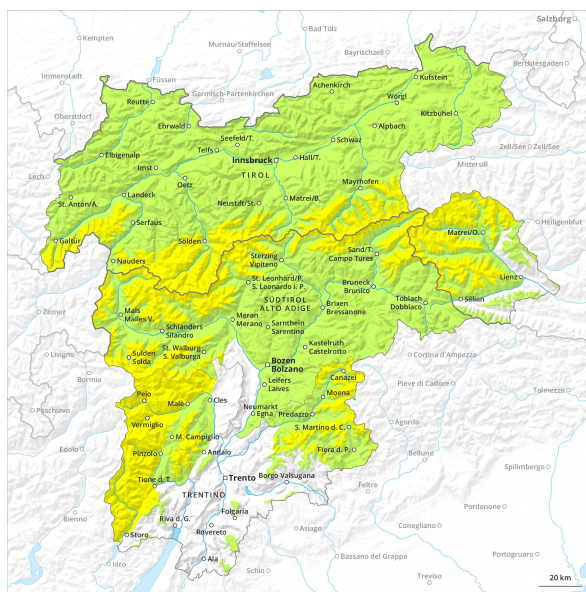 Salzburg
Kempten
Bad Tölz
Murnau/Staffelsee
Bayrischzell
Berchtesgaden
Immenstadt
Füssen
Garmisch-Partenkirchen
Kufstein
Achenkirch
Reutte
Wörgl
Oberstdorf
Kitzbühel
Ehrwald
Seefeld/T.
Schwaz
Alpbach
Telfs
Zell/See
Zell/See
Elbigenalp
Innsbruck
Hall/T.
Mittersill
Lech
Imst
TIROL
Oetz
Mayrhofen
Landeck
Matrei/B.
St. Anton/A.
Neustift/St.
Heiligenblut
Serfaus
Matrei/O.
Galtür
Sölden
Sand/T.
Campo Tures
Nauders
Sterzing
Vipiteno
Lienz
St. Leonhard/P.
S. Leonardo i. P.
Bruneck
Brunico
Sillian
Zernez
Mals
Malles V.
SÜDTIROL
ALTO ADIGE
Toblach
Dobbiaco
Meran
Merano
Brixen
Bressanone
Schlanders
Silandro
Sarnthein
Sarentino
St. Walburg
S. Valburga
Kastelruth
Castelrotto
Livigno
Sulden
Solda
Cortina d'Ampezzo
Bozen
Bolzano
Bormio
Canazei
Pieve di Cadore
Leifers
Laives
Tolmezzo
Peio
Moena
Poschiavo
Malè
Cles
Neumarkt
Egna
Predazzo
Agordo
Vermiglio
S. Martino d. C.
M. Campiglio
Edolo
Pinzolo
Andalo
Fiera d. P.
Belluno
Spilimbergo
Tione d. T.
Trento
Borgo Valsugana
Feltre
TRENTINO
Pordenone
Bienno
Riva d. G.
Folgaria
Conegliano
Storo
Rovereto
Asiago
Ala
Bassano del Grappa
Portogruaro
Idro
Schio
Treviso
20 km